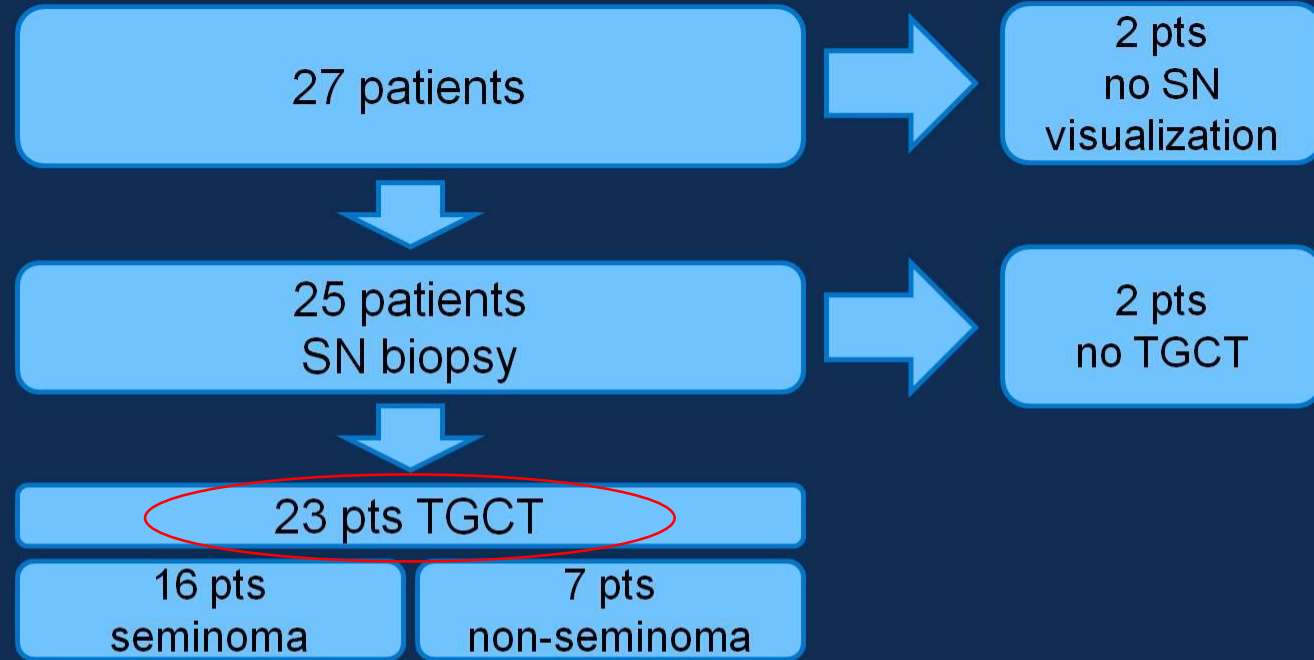 27 patients
2 pts
no SN
visualization
25 patients
SN biopsy
2 pts
no TGCT
23 pts TGCT
16 pts
seminoma
7 pts
non-seminoma